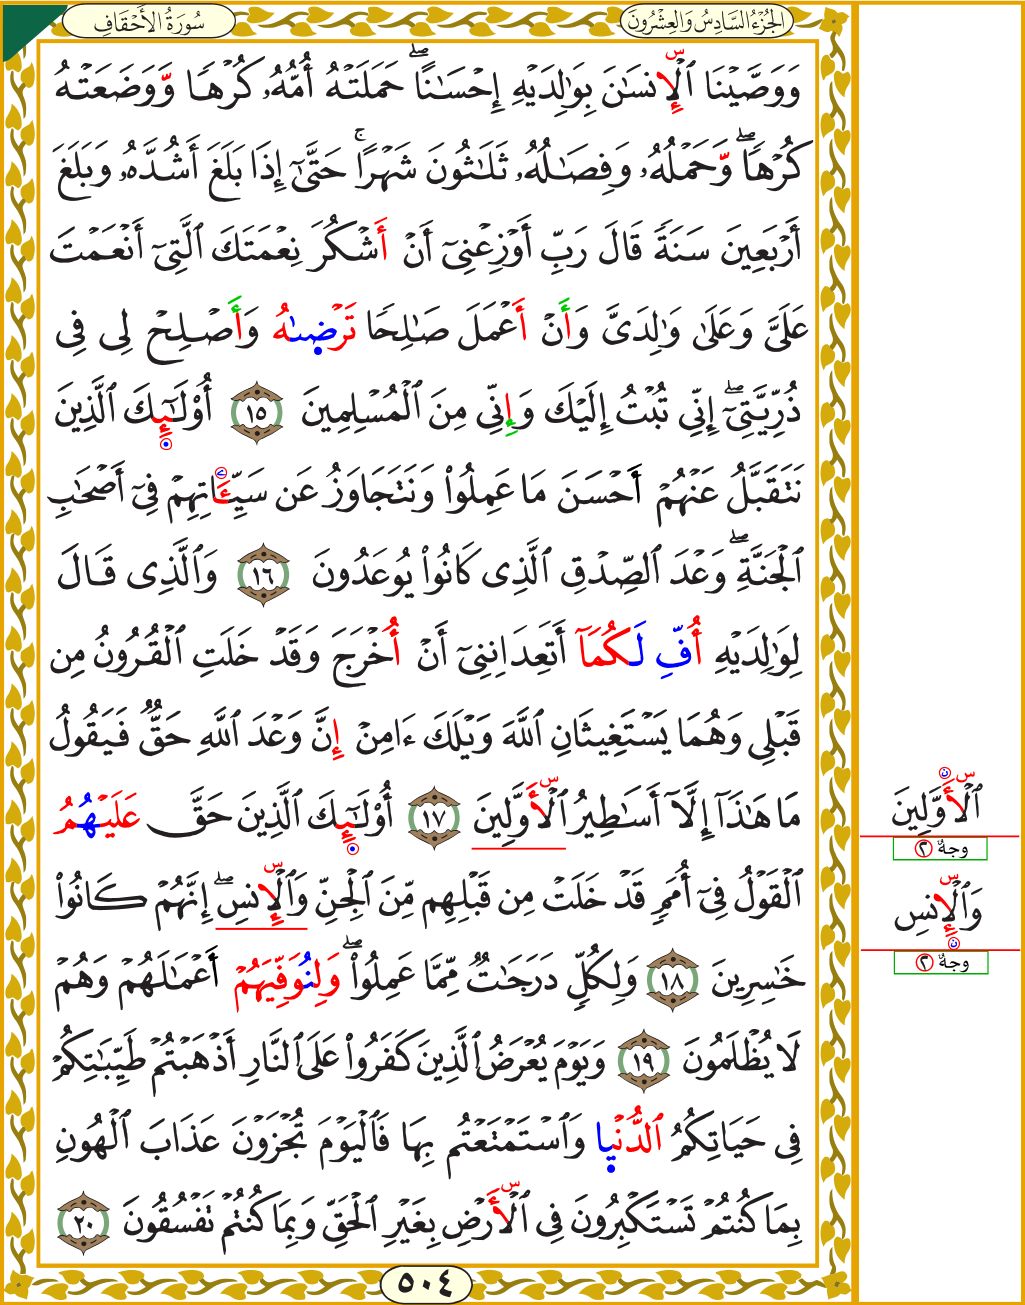 الجُزْءُ السَّادِسُ وَالعِشْرُونَ
سُورَةُ الأَحْقَافِ
وَوَصَّيْنَا ٱلْإِنسَٰنَ بِوَٰلِدَيْهِ إِحْسَٰنًاۖ حَمَلَتْهُ أُمُّهُۥ كُرْهًا وَّوَضَعَتْهُ
كُرْهًاۖ وَّحَمْلُهُۥ وَفِصَٰلُهُۥ ثَلَٰثُونَ شَهْرًاۚ حَتَّىٰٓ إِذَا بَلَغَ أَشُدَّهُۥ وَبَلَغَ
أَرْبَعِينَ سَنَةً قَالَ رَبِّ أَوْزِعْنِىٓ أَنْ أَشْكُرَ نِعْمَتَكَ ٱلَّتِىٓ أَنْعَمْتَ
عَلَىَّ وَعَلَىٰ وَٰلِدَىَّ وَأَنْ أَعْمَلَ صَٰلِحًا تَرْضىٰهُ وَأَصْلِحْ لِى فِى
ذُرِّيَّتِىٓۖ إِنِّى تُبْتُ إِلَيْكَ وَإِنِّى مِنَ ٱلْمُسْلِمِينَ ١٥ أُوْلَٰٓئِكَ ٱلَّذِينَ
نَتَقَبَّلُ عَنْهُمْ أَحْسَنَ مَا عَمِلُوا۟ وَنَتَجَاوَزُ عَن سَيِّـَٔاتِهِمْ فِىٓ أَصْحَٰبِ
ٱلْجَنَّةِۖ وَعْدَ ٱلصِّدْقِ ٱلَّذِى كَانُوا۟ يُوعَدُونَ ١٦ وَٱلَّذِى قَالَ
لِوَٰلِدَيْهِ أُفِّ لَكُمَآ أَتَعِدَانِنِىٓ أَنْ أُخْرَجَ وَقَدْ خَلَتِ ٱلْقُرُونُ مِن
قَبْلِى وَهُمَا يَسْتَغِيثَانِ ٱللَّهَ وَيْلَكَ ءَامِنْ إِنَّ وَعْدَ ٱللَّهِ حَقٌّ فَيَقُولُ
مَا هَٰذَآ إِلَّآ أَسَٰطِيرُ ٱلْأَوَّلِينَ ١٧ أُوْلَٰٓئِكَ ٱلَّذِينَ حَقَّ عَلَيْهُمُ
ٱلْقَوْلُ فِىٓ أُمَمٍ قَدْ خَلَتْ مِن قَبْلِهِم مِّنَ ٱلْجِنِّ وَٱلْإِنسِۖ إِنَّهُمْ كَانُوا۟
خَٰسِرِينَ ١٨ وَلِكُلٍّ دَرَجَٰتٌ مِّمَّا عَمِلُوا۟ۖ وَلِنُوَفِّيَهُمْ أَعْمَٰلَهُمْ وَهُمْ
لَا يُظْلَمُونَ ١٩ وَيَوْمَ يُعْرَضُ ٱلَّذِينَ كَفَرُوا۟ عَلَى ٱلنَّارِ أَذْهَبْتُمْ طَيِّبَٰتِكُمْ
فِى حَيَاتِكُمُ ٱلدُّنْيا وَٱسْتَمْتَعْتُم بِهَا فَٱلْيَوْمَ تُجْزَوْنَ عَذَابَ ٱلْهُونِ
بِمَا كُنتُمْ تَسْتَكْبِرُونَ فِى ٱلْأَرْضِ بِغَيْرِ ٱلْحَقِّ وَبِمَا كُنتُمْ تَفْسُقُونَ ٢٠
ٱلْأَوَّلِينَ
وجهٌ ٢
وَٱلْإِنسِ
وجهٌ ٢
٥٠٤